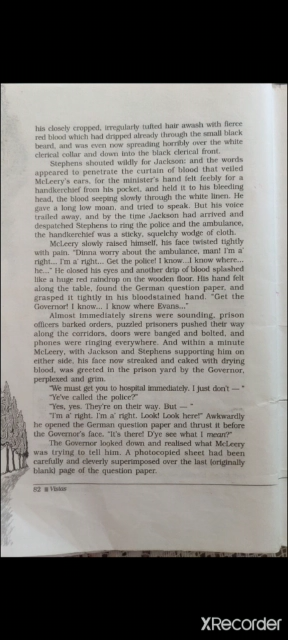 his closely cropped, irregularly tufted hair awash with fierce
red blood which had dripped already through the small black
beard, and was even now spreading horribly over the white
clerical collar and down into the black clerical front.
Stephens shouted wildly for Jackson: and the words
appeared to penetrate the curtain of blood that veiled
McLeery's ears, for the minister's hand felt feebly for a
handkerchief from his pocket, and held it to his bleeding
head, the blood seeping slowly through the white linen. He
gave a long low moan, and tried to speak. But his voice
trailed away, and by the time Jackson had arrived and
despatched Stephens to ring the police and the ambulance,
the handkerchief was a sticky, squelchy wodge of cloth.
McLeery slowly raised himself, his face twisted tightly
with pain. "Dinna worry about the ambulance, man! I'm a'
right... I'm a' right... Get the police! I know...I know where...
he..." He closed his eyes and another drip of blood splashed
like a huge red raindrop on the wooden floor. His hand felt
along the table, found the German question paper, and
grasped it tightly in his bloodstained hand. "Get the
Governor! I know... I know where Evans..."
Almost immediately sirens were sounding, prison
officers barked orders, puzzled prisoners pushed their way
along the corridors, doors were banged and bolted, and
phones were ringing everywhere. And within a minute
McLeery, with Jackson and Stephens supporting him on
either side, his face now streaked and caked with drying
blood, was greeted in the prison yard by the Governor,
perplexed and grim.
"We must get you to hospital immediately. I just don't — "
"Ye've called the police?"
"Yes, yes. They're on their way. But — "
"I'm a' right. I'm a' right. Look! Look here!" Awkwardly
he opened the German question paper and thrust it before
the Governor's face. "It's there! D'ye see what I mean?"
The Governor looked down and realised what McLeery
was trying to tell him. A photocopied sheet had been
carefully and cleverly superimposed over the last (originally
blank) page of the question paper.
82 Vistas
XRecorder